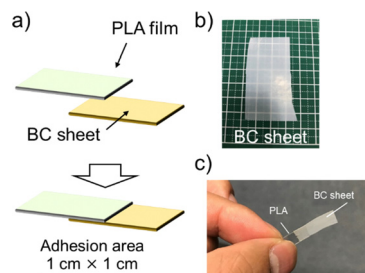 a)
PLA film
BC sheet
Adhesion area
1 cm × 1 cm
b)
BC sheet
c)
PLA
BC sheet